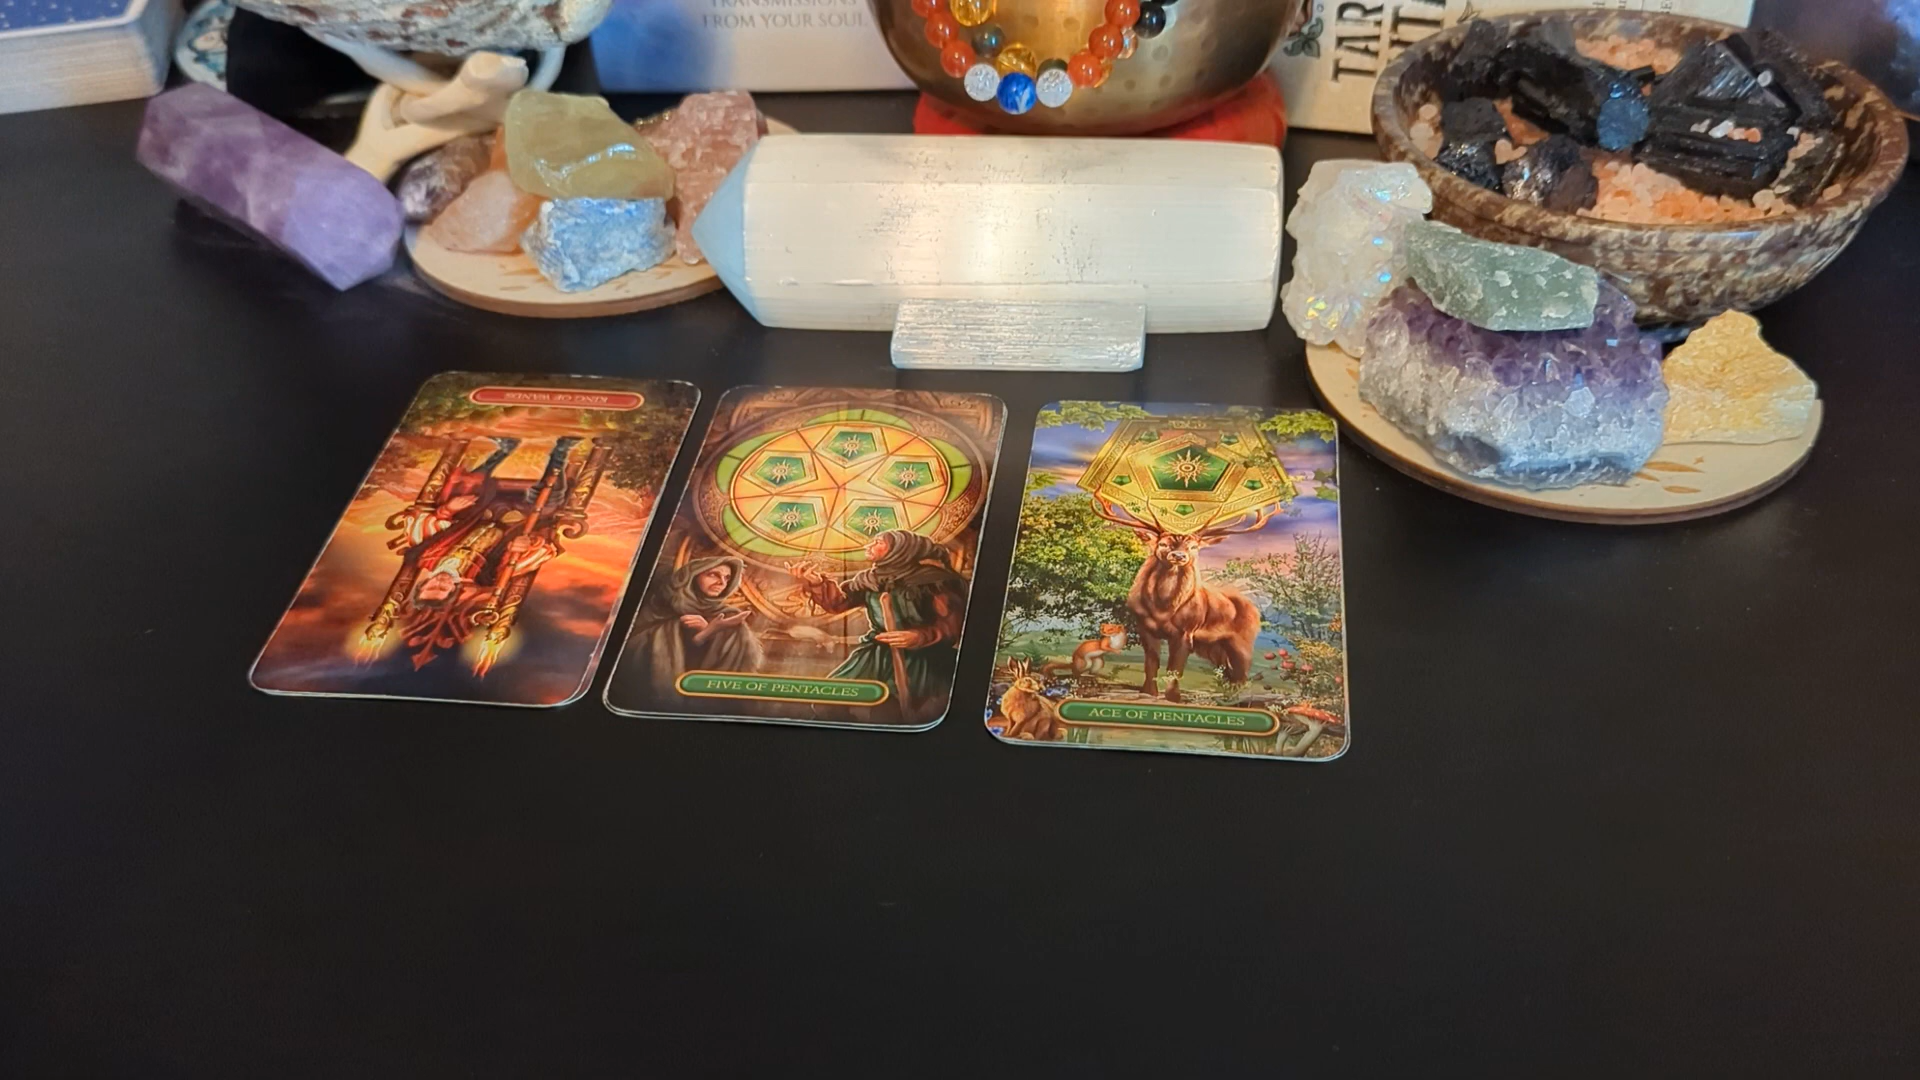 TRANSMISSIONS
FROM YOUR SOUL
TAR
KING OF WANDS
FIVE OF PENTACLES
ACE OF PENTACLES